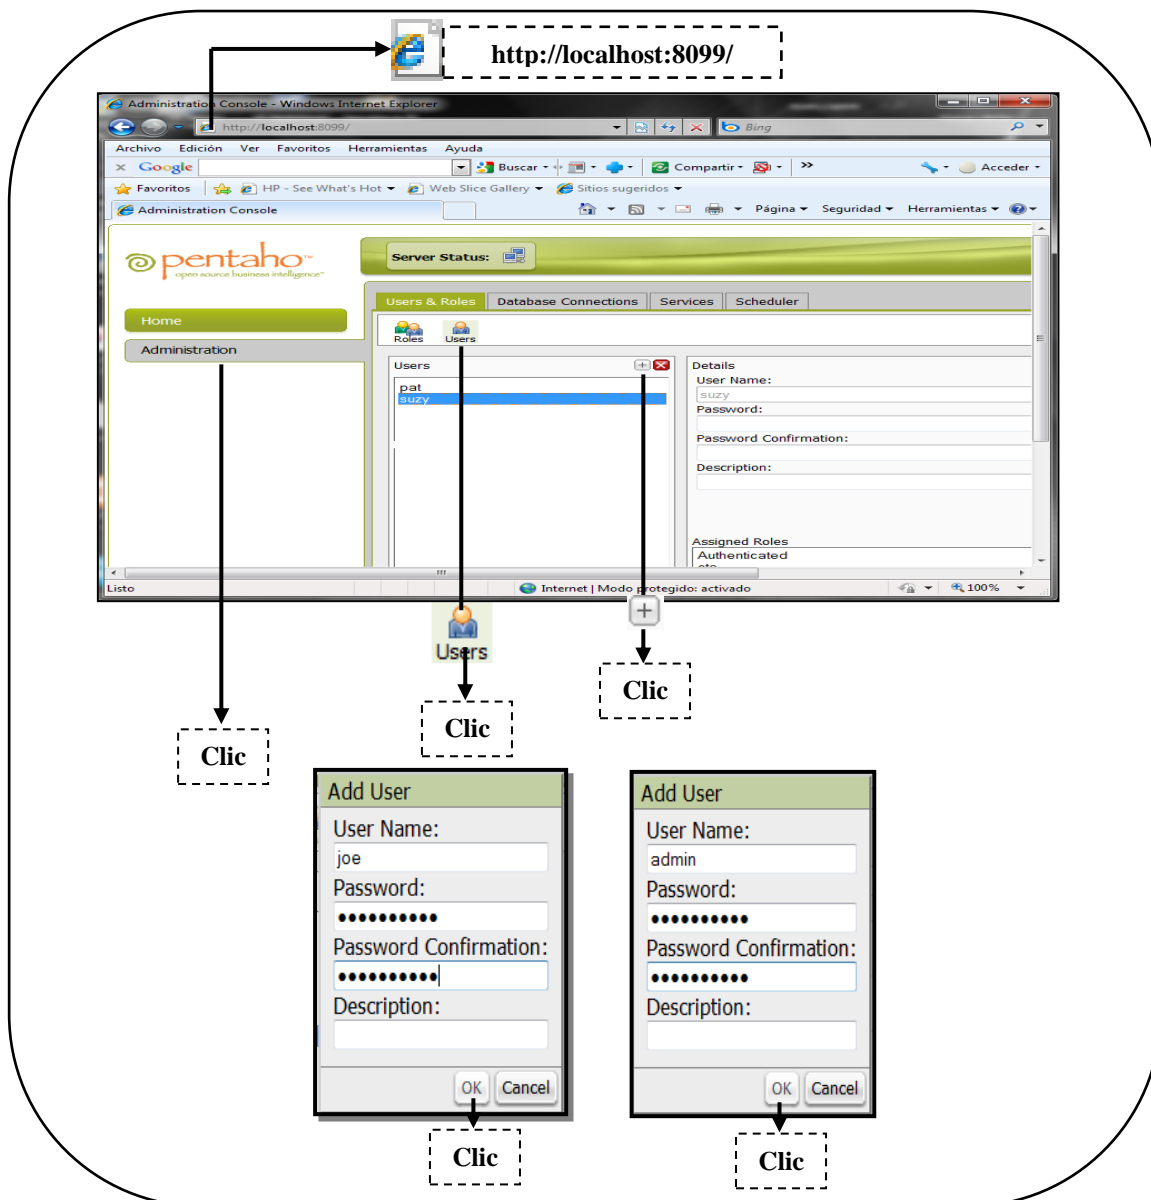 http://localhost:8099/
Administration Console - Windows Internet Explorer
http://localhost:8099/
Bing
Archivo Edición Ver Favoritos Herramientas Ayuda
Google
Buscar
Compartir
Acceder
Favoritos
HP - See What's Hot
Web Slice Gallery
Sitios sugeridos
Administration Console
Página Seguridad Herramientas
pentaho™
open source business intelligence™
Server Status:
Home
Administration
Users & Roles Database Connections Services Scheduler
Roles Users
Users
pat
suzy
Details
User Name:
suzy
Password:
Password Confirmation:
Description:
Assigned Roles
Authenticated
Listo
Internet | Modo protegido: activado
100%
Users
Clic
Clic
Clic
Add User
User Name:
joe
Password:
Password Confirmation:
Description:
OK Cancel
Clic
Add User
User Name:
admin
Password:
Password Confirmation:
Description:
OK Cancel
Clic